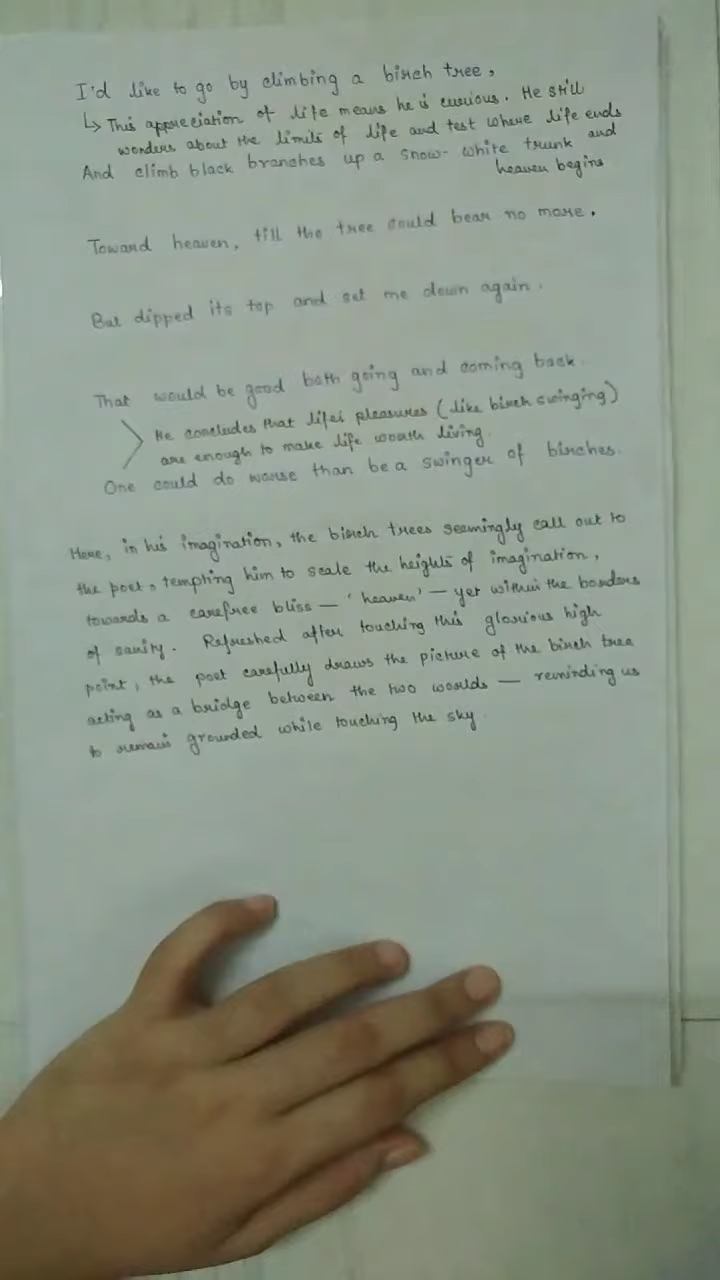 I'd like to go by climbing a birch tree,
↳ This appreciation of life means he is curious. He still
wonders about the limits of life and test where life ends
And climb black branches up a snow-white trunk and
heaven begins
Toward heaven, till the tree could bear no more,
But dipped its top and set me down again.
That would be good both going and coming back.
He concludes that life's pleasures (like birch swinging)
are enough to make life worth living.
One could do worse than be a swinger of birches.
Here, in his imagination, the birch trees seemingly call out to
the poet, tempting him to scale the heights of imagination,
towards a carefree bliss — 'heaven' — yet within the borders
of sanity. Refreshed after touching this glorious high
point, the poet carefully draws the picture of the birch tree
acting as a bridge between the two worlds — reminding us
to remain grounded while touching the sky.